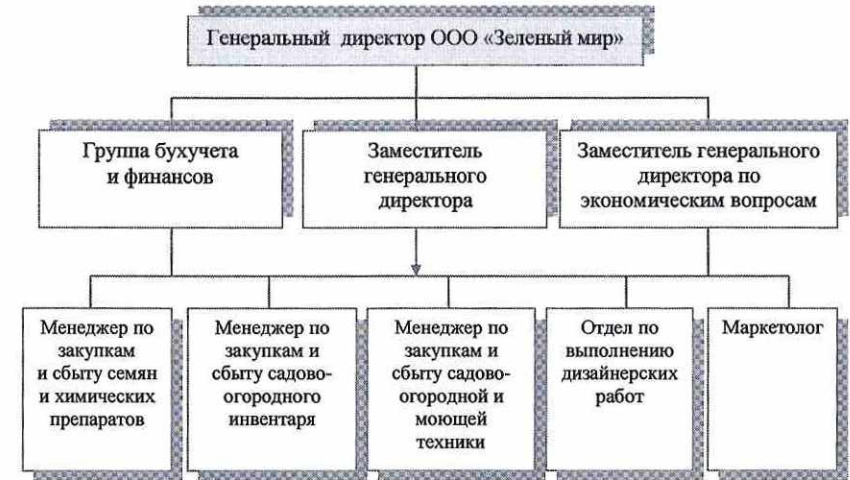 Генеральный директор ООО «Зеленый мир»
Группа бухучета
и финансов
Заместитель
генерального
директора
Заместитель генерального
директора по
экономическим вопросам
Менеджер по
закупкам
и сбыту семян
и химических
препаратов
Менеджер по
закупкам и
сбыту садово-
огородного
инвентаря
Менеджер по
закупкам и
сбыту садово-
огородной и
моющей
техники
Отдел по
выполнению
дизайнерских
работ
Маркетолог